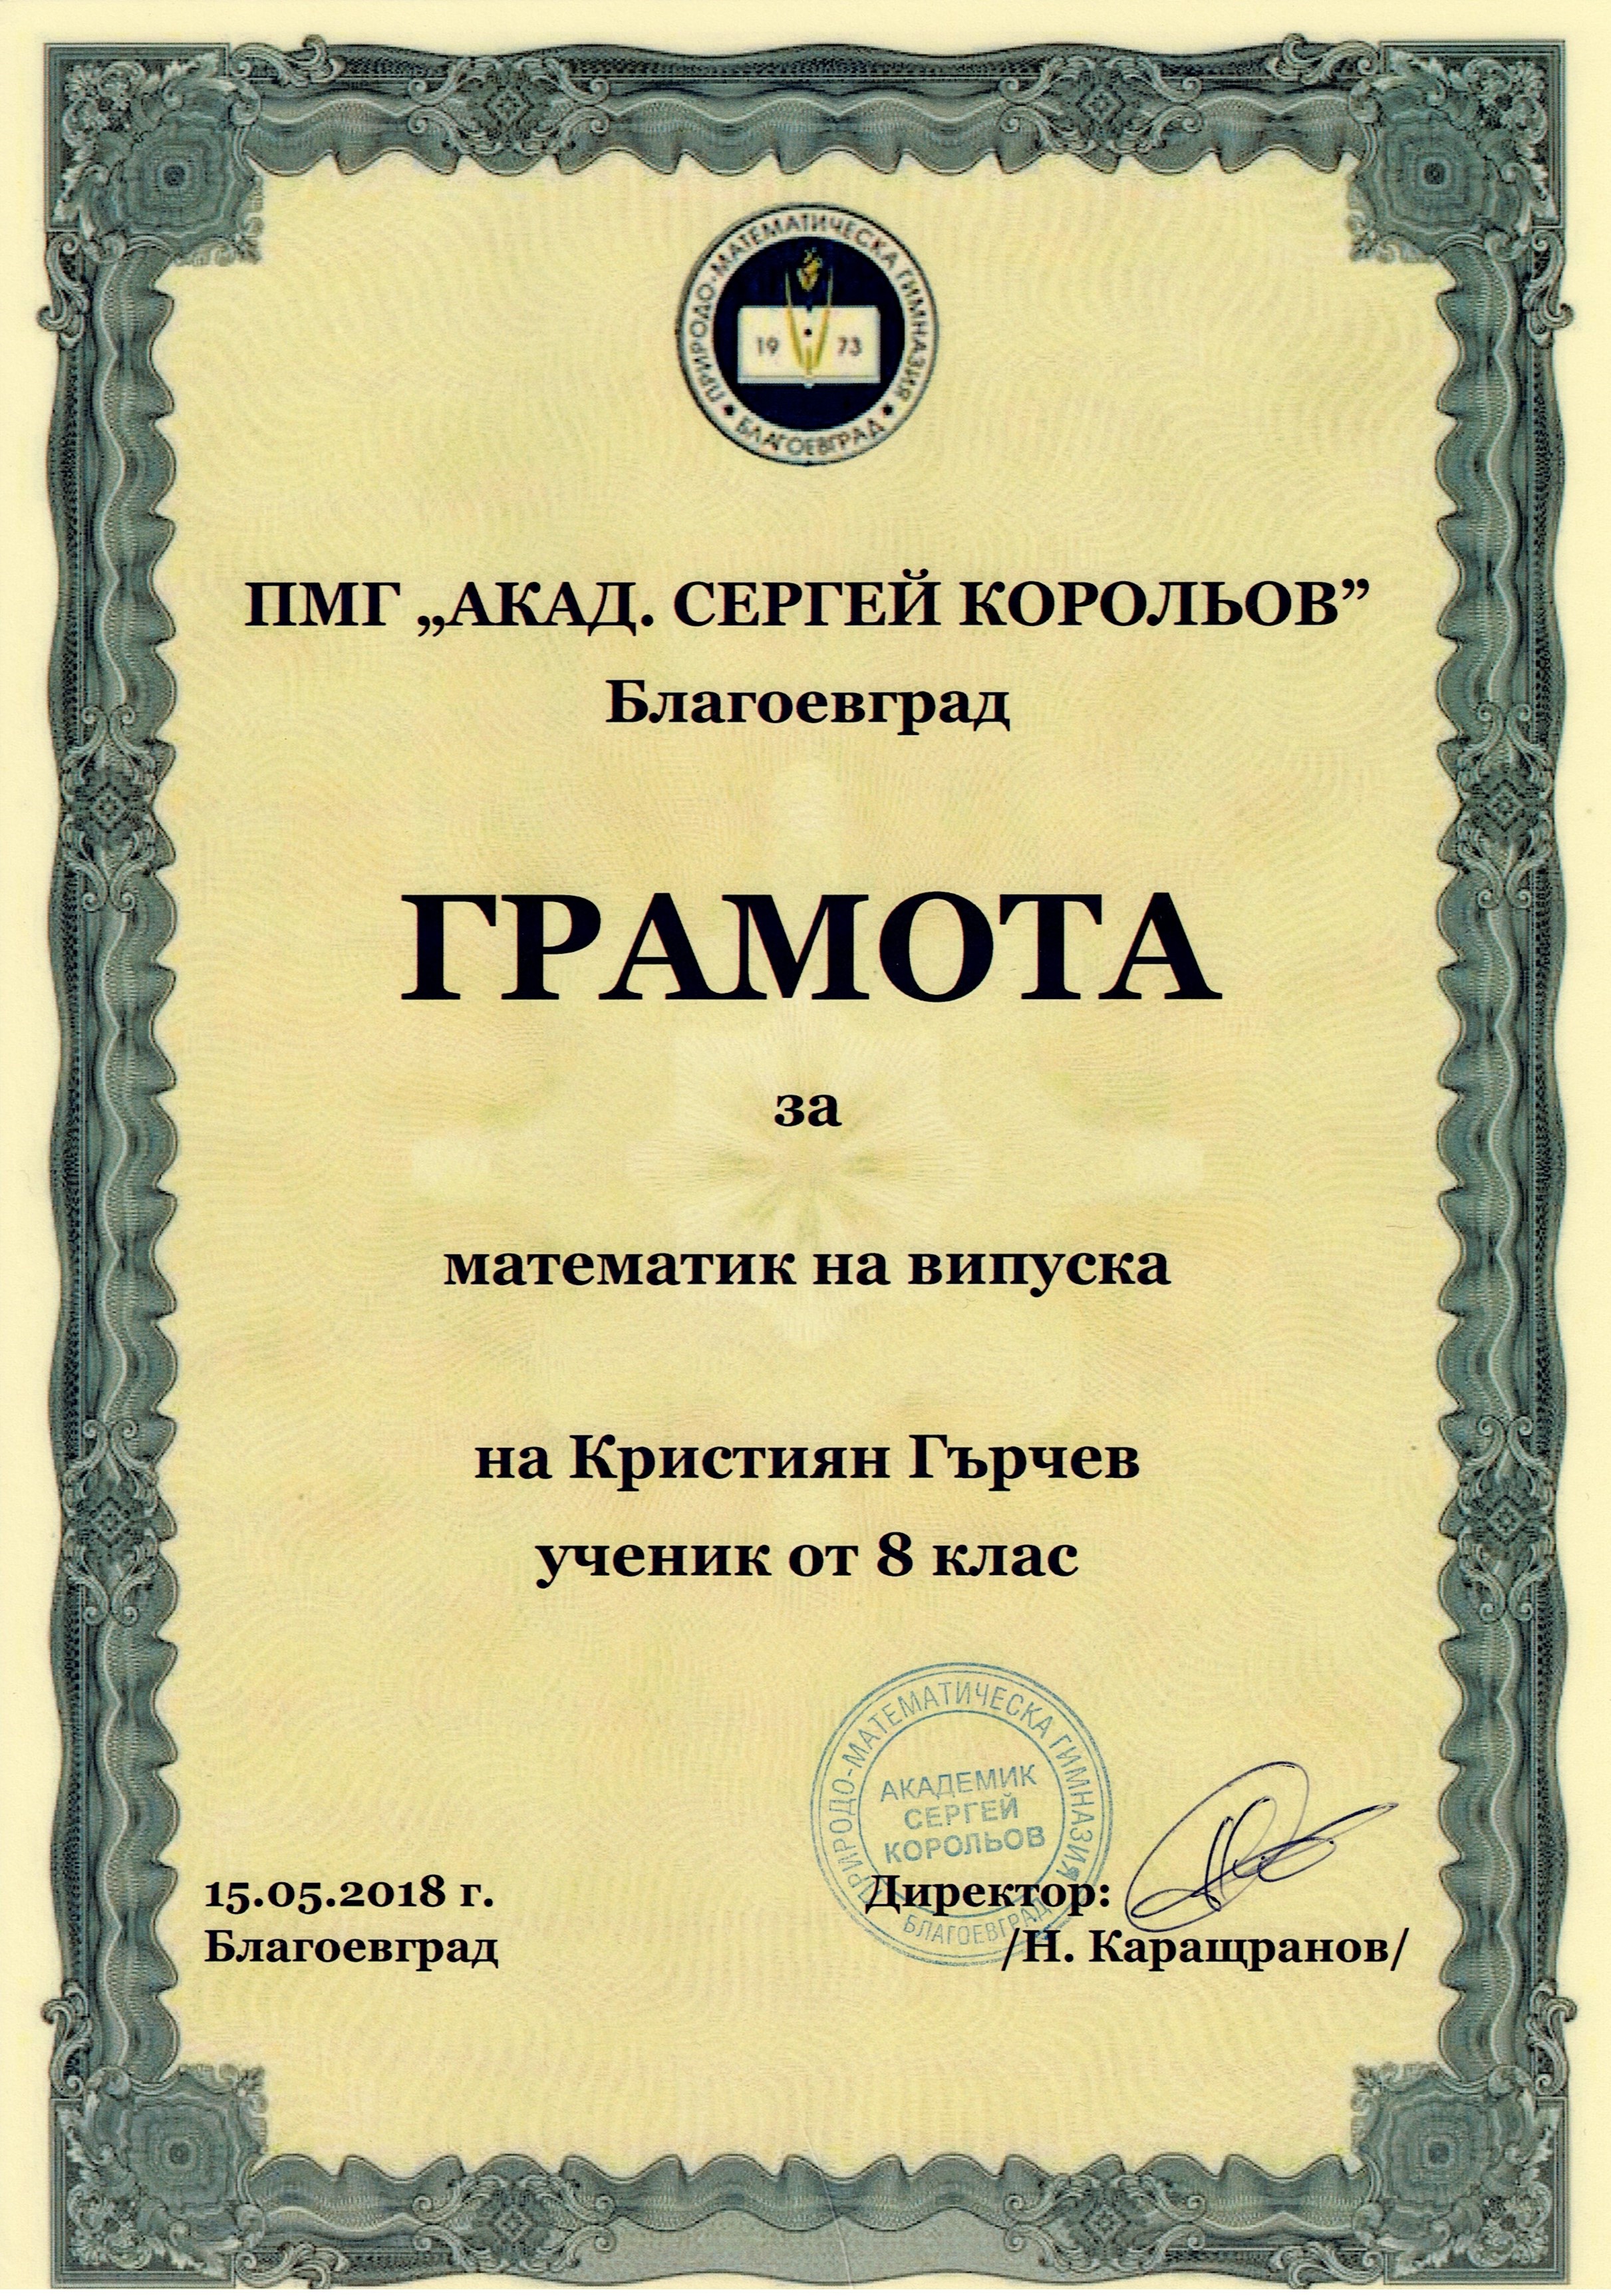 ПРИРОДО-МАТЕМАТИЧЕСКА ГИМНАЗИЯ
19 73
• БЛАГОЕВГРАД •
ПМГ „АКАД. СЕРГЕЙ КОРОЛЬОВ”
Благоевград
ГРАМОТА
за
математик на випуска
на Кристиян Гърчев
ученик от 8 клас
ПРИРОДО-МАТЕМАТИЧЕСКА ГИМНАЗИЯ
АКАДЕМИК
СЕРГЕЙ
КОРОЛЬОВ
БЛАГОЕВГРАД
15.05.2018 г.
Директор:
Благоевград
/Н. Каращранов/